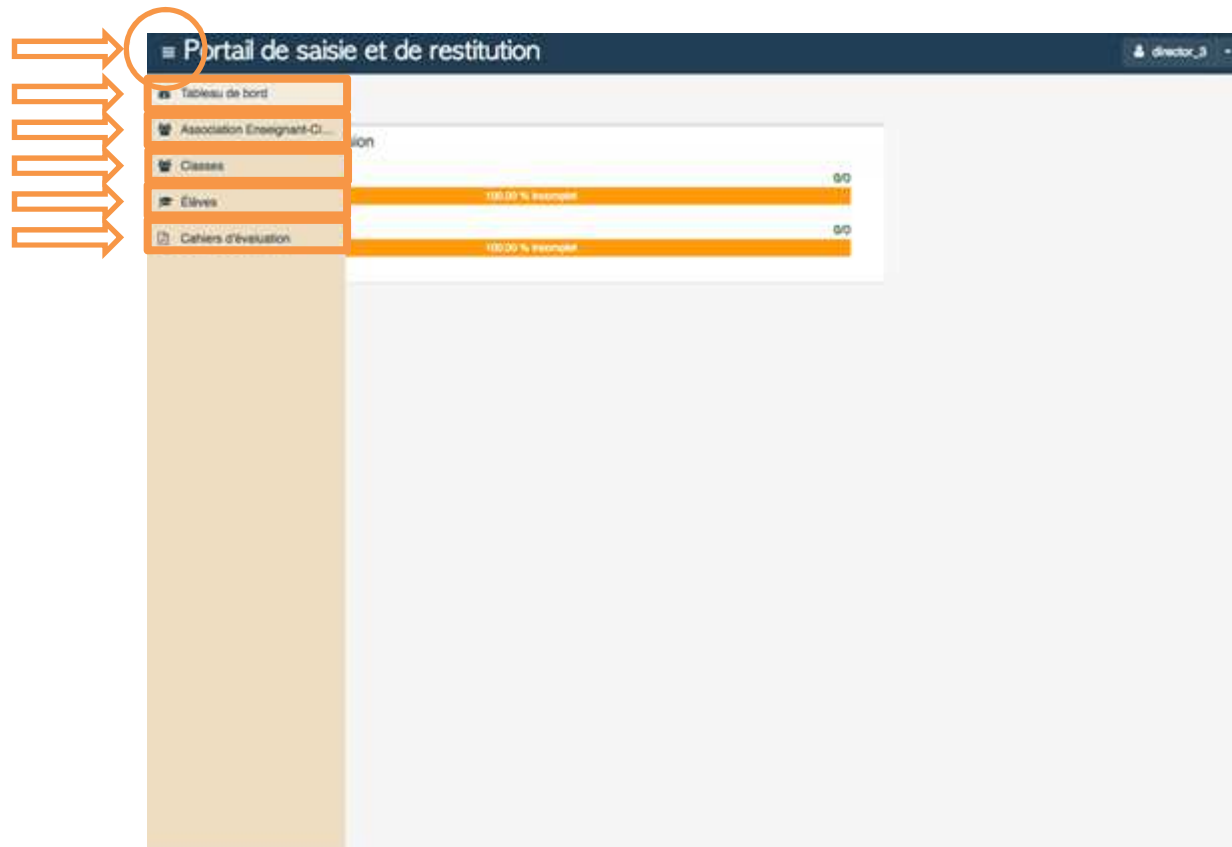 Portail de saisie et de restitution
director_3
Tableau de bord
Association Enseignant-Cl...
sion
Classes
0/0
100.00 % Incomplet
Élèves
0/0
Cahiers d'évaluation
100.00 % Incomplet